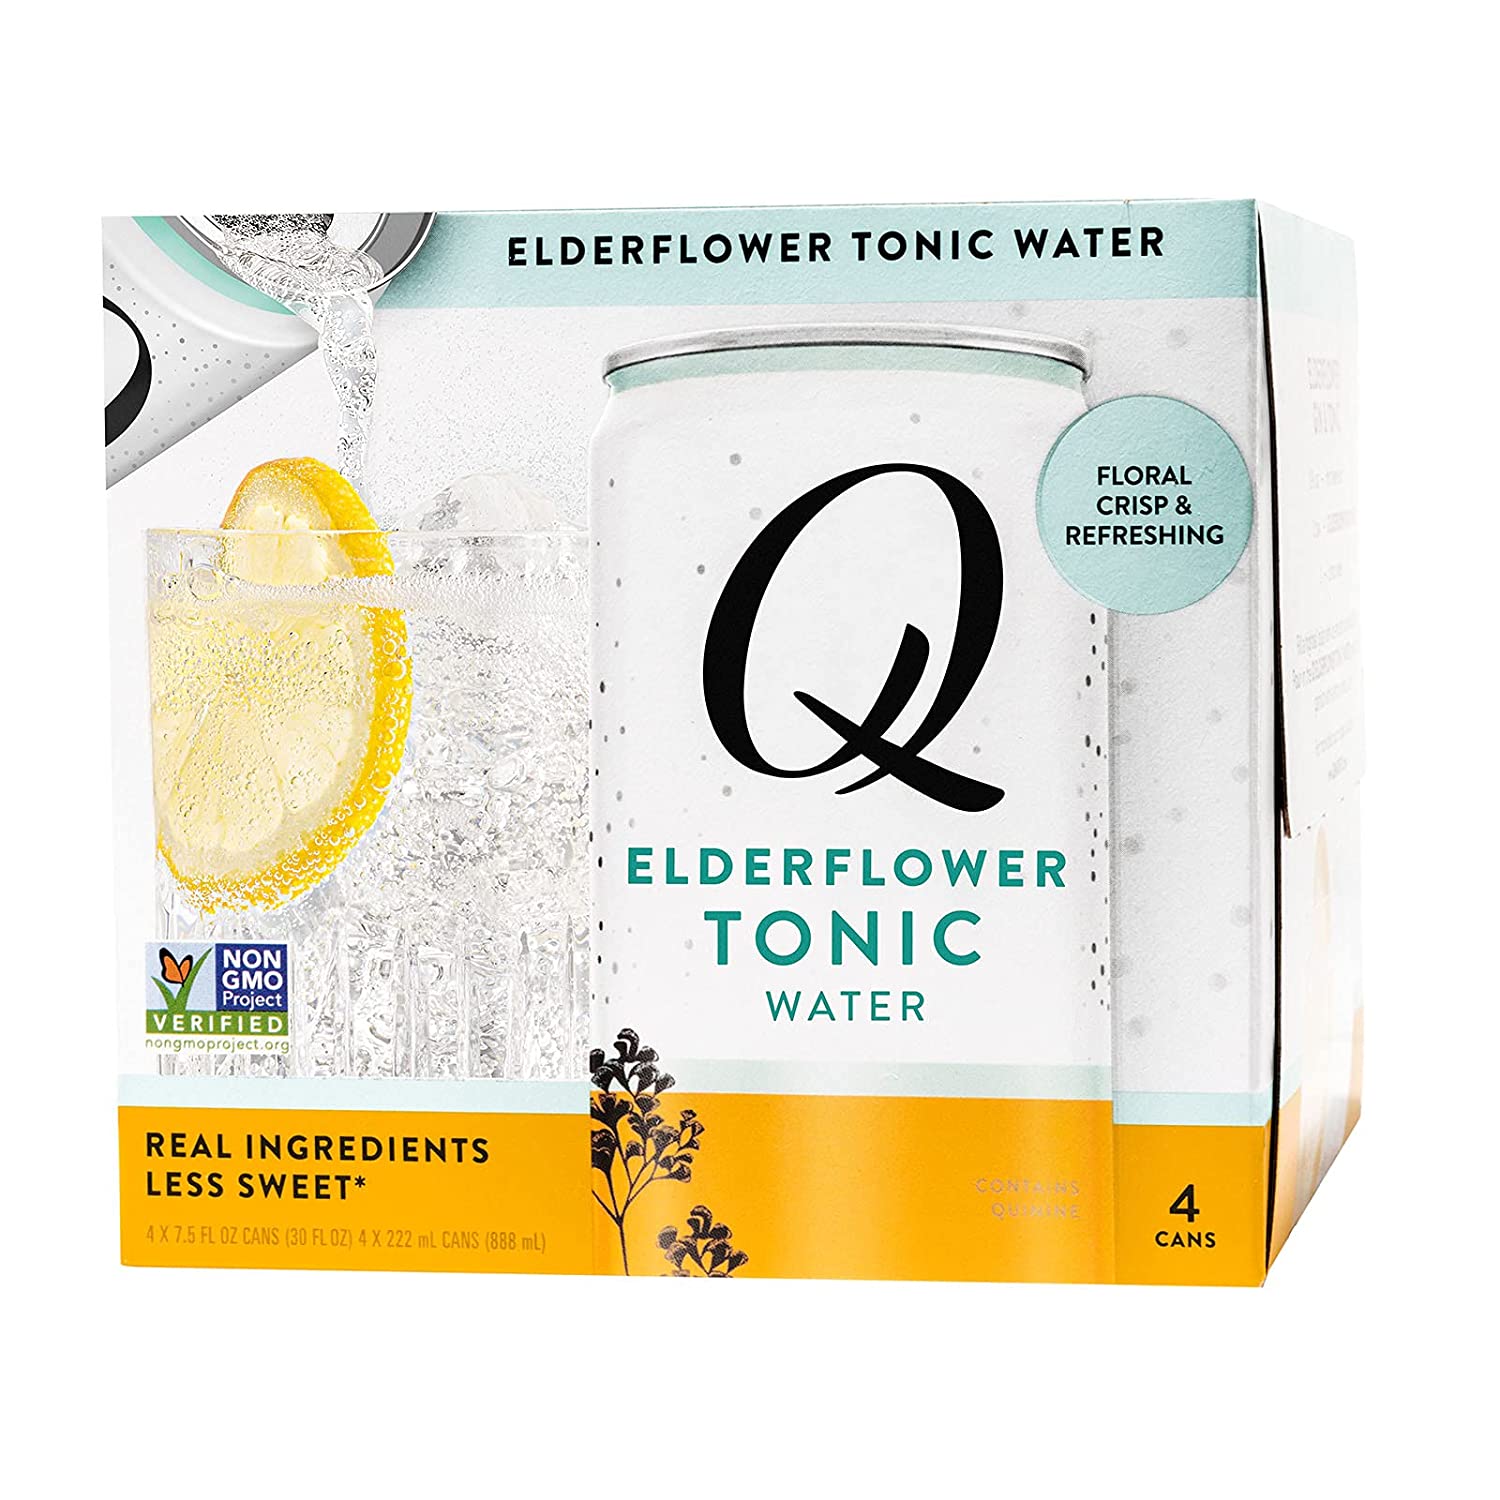 ELDERFLOWER TONIC WATER
FLORAL
CRISP &
REFRESHING
Q
ELDERFLOWER
TONIC
WATER
NON
GMO
Project
VERIFIED
nongmoproject.org
REAL INGREDIENTS
LESS SWEET*
4 X 7.5 FL OZ CANS (30 FL OZ) 4 X 222 mL CANS (888 mL)
CONTAINS
QUININE
4
CANS